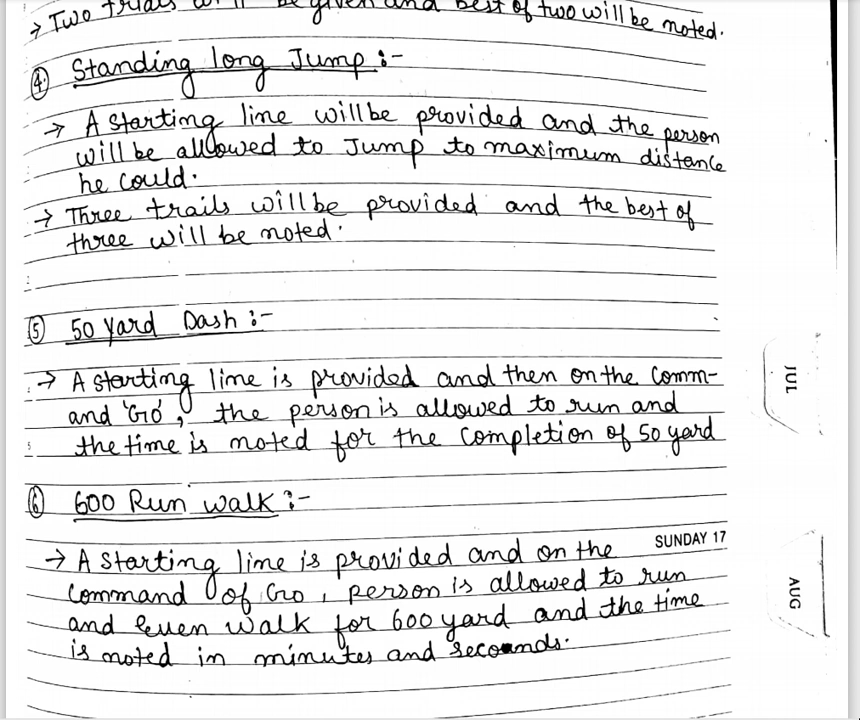 → Two trials will be given and best of two will be noted.
④ Standing long Jump :-
→ A starting line will be provided and the person
will be allowed to Jump to maximum distance
he could.
→ Three trails will be provided and the best of
three will be noted.
⑤ 50 Yard Dash :-
→ A starting line is provided and then on the Comm-
and 'Go', the person is allowed to run and
the time is noted for the completion of 50 yard
JUL
⑥ 600 Run walk :-
SUNDAY 17
→ A starting line is provided and on the
Command of Go, person is allowed to run
and even walk for 600 yard and the time
is noted in minutes and seconds.
AUG